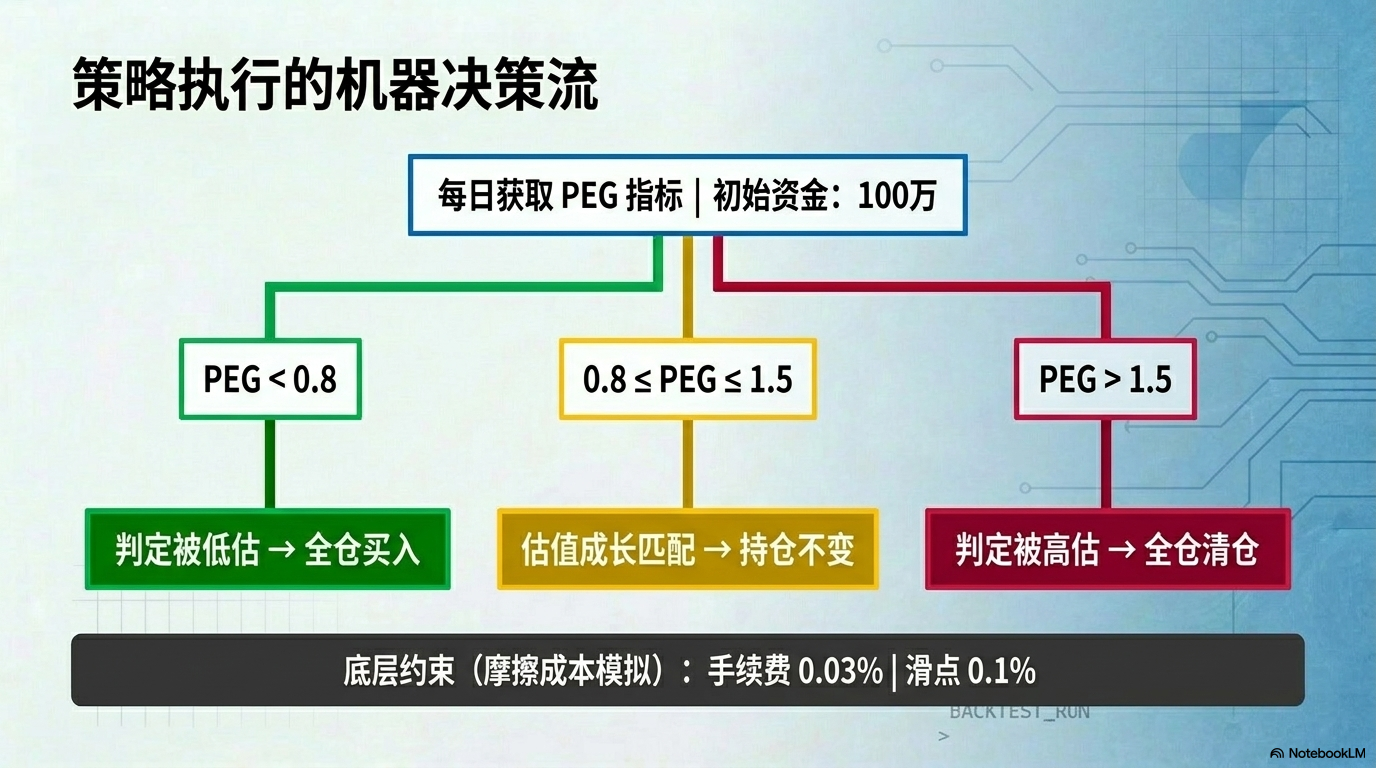 策略执行的机器决策流
每日获取 PEG 指标 | 初始资金：100万
PEG < 0.8
0.8 ≤ PEG ≤ 1.5
PEG > 1.5
判定被低估 → 全仓买入
估值成长匹配 → 持仓不变
判定被高估 → 全仓清仓
底层约束（摩擦成本模拟）：手续费 0.03% | 滑点 0.1%
BACKTEST_RUN
>
NotebookLM